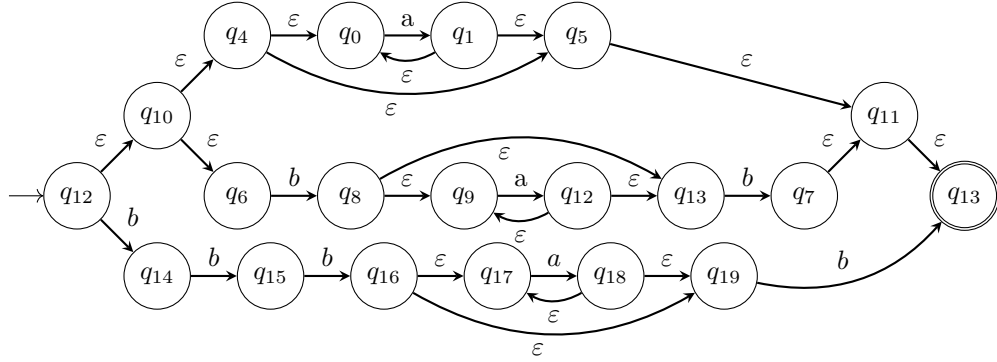 ε a ε
q4 q0 q1 q5
ε ε ε
ε
q10 q11
ε ε ε ε
ε
q12 q6 b q8 ε q9 a q12 ε q13 b q7 q13
b ε
q14 b q15 b q16 ε q17 a q18 ε q19 b
ε
ε